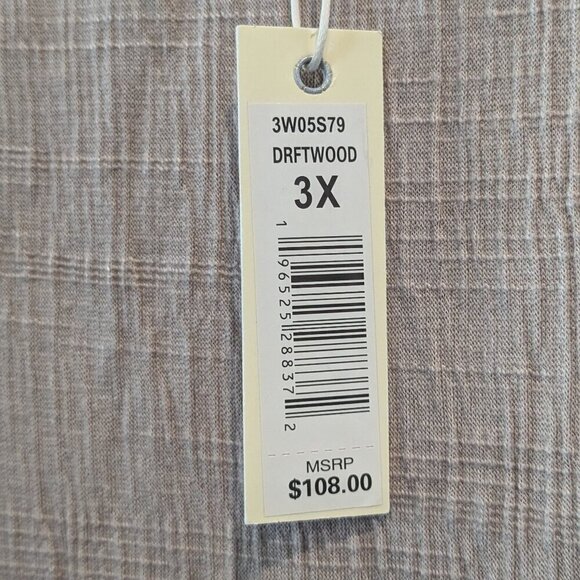 3W05S79
DRFTWOOD
3X
1 96525 28837 2
MSRP
$108.00